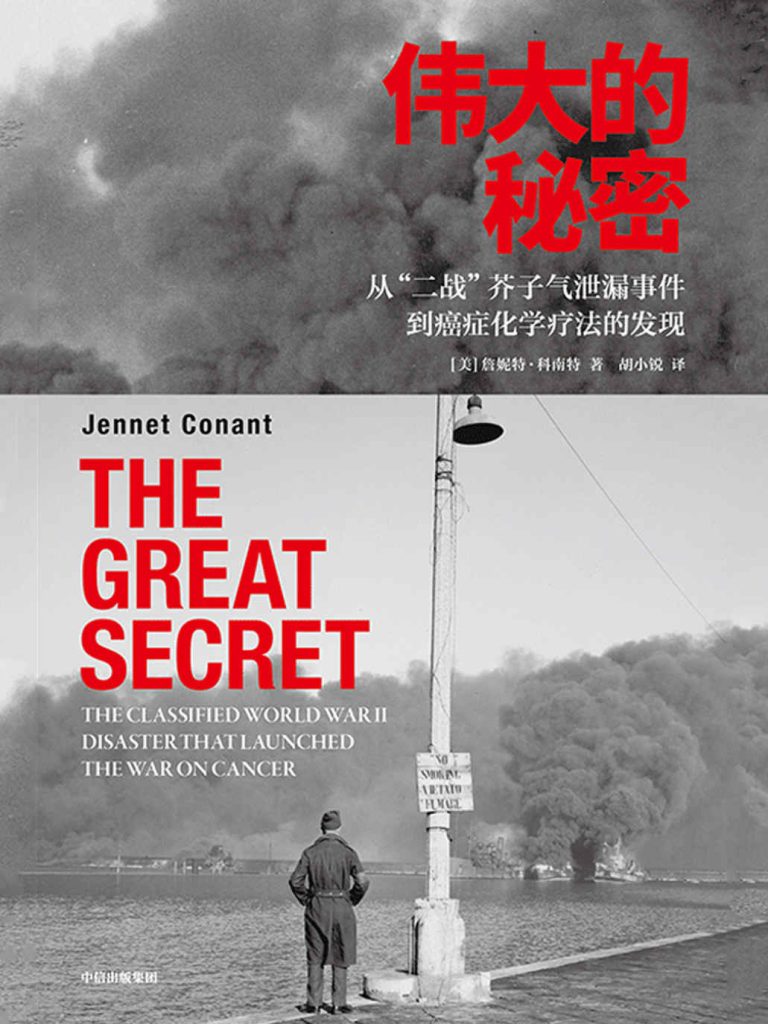 伟大的
秘密
从“二战”芥子气泄漏事件
到癌症化学疗法的发现
[美]詹妮特·科南特 著 胡小锐 译
Jennet Conant
THE
GREAT
SECRET
THE CLASSIFIED WORLD WAR II
DISASTER THAT LAUNCHED
THE WAR ON CANCER
NO
SMOKING
VIETATO
FUMARE
中信出版集团